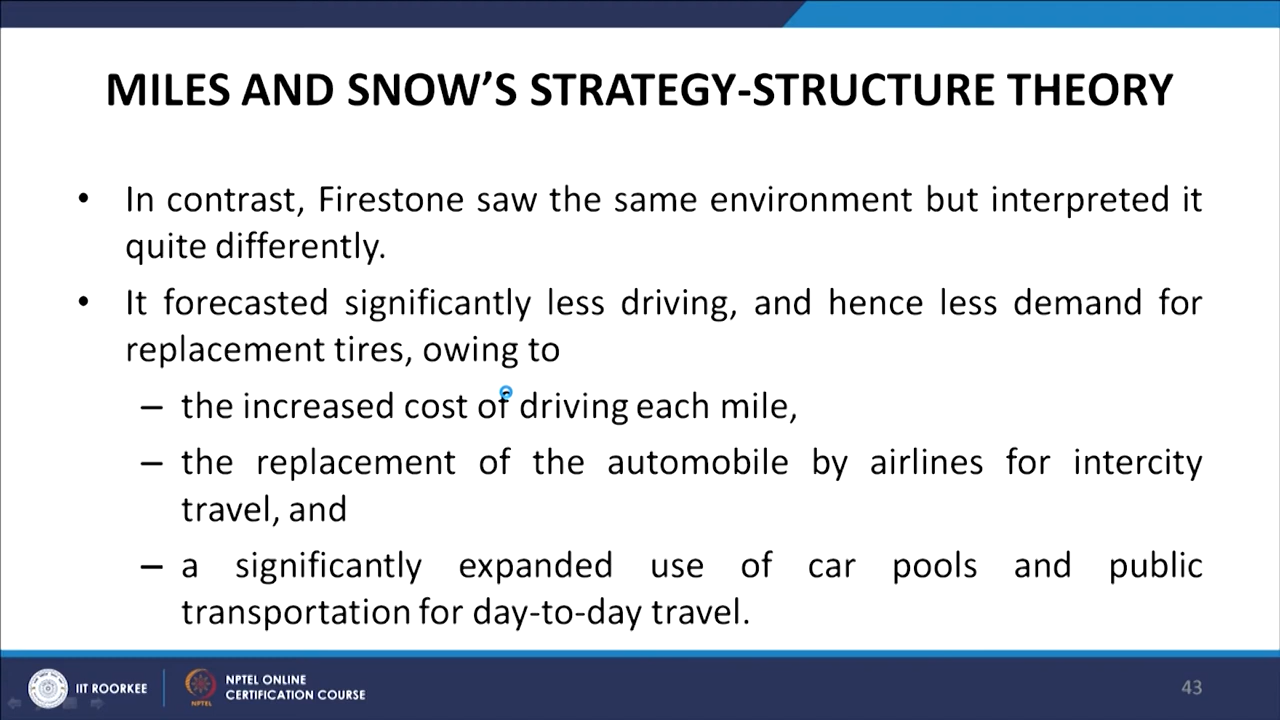 MILES AND SNOW'S STRATEGY-STRUCTURE THEORY
• In contrast, Firestone saw the same environment but interpreted it
quite differently.
• It forecasted significantly less driving, and hence less demand for
replacement tires, owing to
– the increased cost of driving each mile,
– the replacement of the automobile by airlines for intercity
travel, and
– a significantly expanded use of car pools and public
transportation for day-to-day travel.
IIT ROORKEE
NPTEL
NPTEL ONLINE
CERTIFICATION COURSE
43